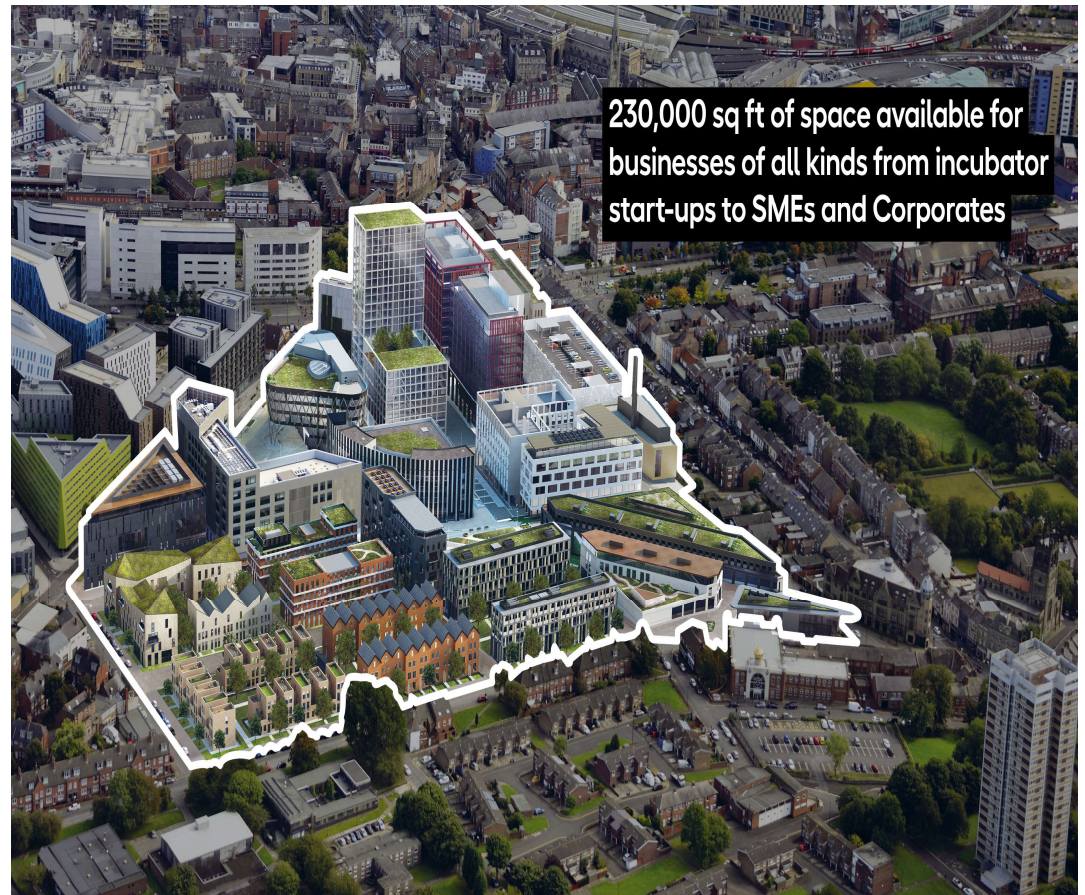 230,000 sq ft of space available for
businesses of all kinds from incubator
start-ups to SMEs and Corporates